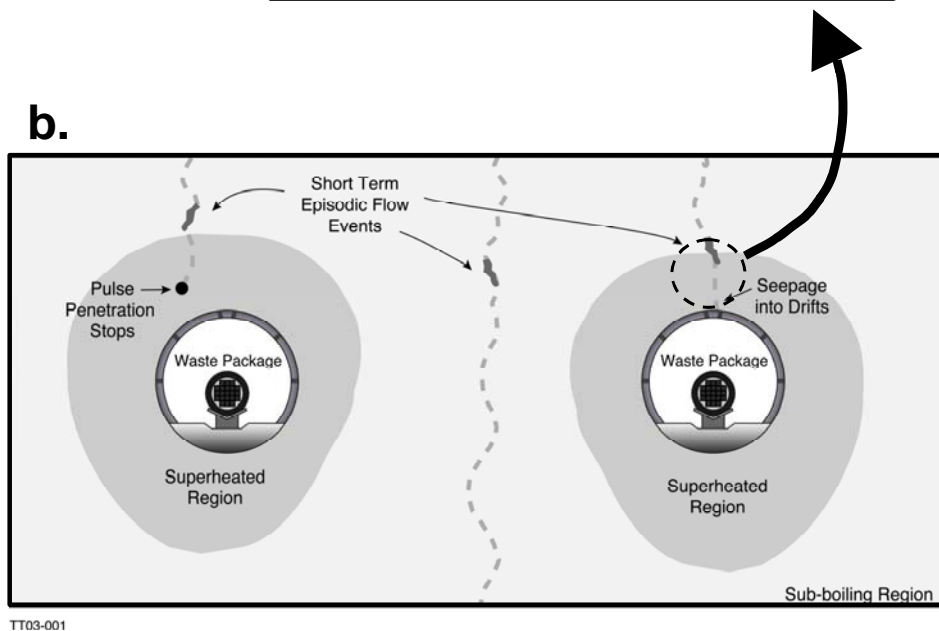 b.
Short Term
Episodic Flow
Events
Pulse
Penetration
Stops
Seepage
into Drifts
Waste Package
Waste Package
Superheated
Region
Superheated
Region
Sub-boiling Region
TT03-001